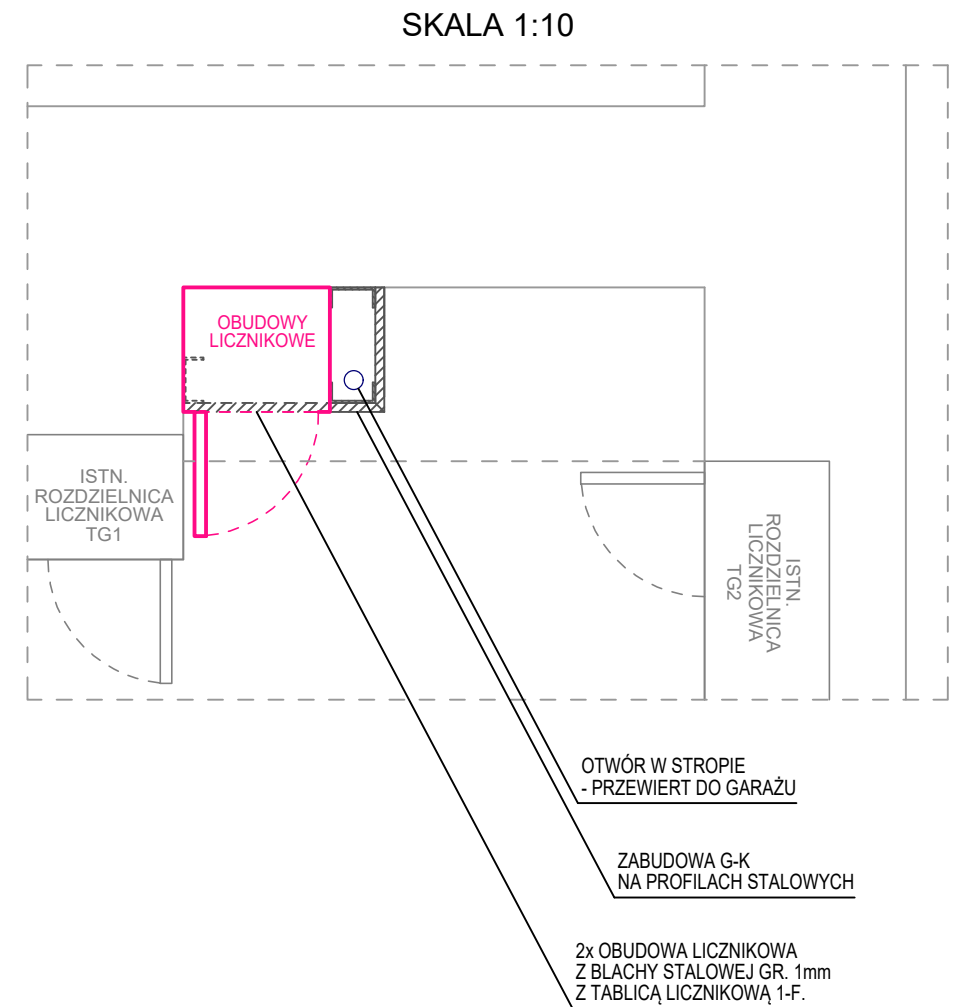 SKALA 1:10
OBUDOWY
LICZNIKOWE
ISTN.
ROZDZIELNICA
LICZNIKOWA
TG1
ISTN.
ROZDZIELNICA
LICZNIKOWA
TG2
OTWÓR W STROPIE
- PRZEWIERT DO GARAŻU
ZABUDOWA G-K
NA PROFILACH STALOWYCH
2x OBUDOWA LICZNIKOWA
Z BLACHY STALOWEJ GR. 1mm
Z TABLICĄ LICZNIKOWĄ 1-F.